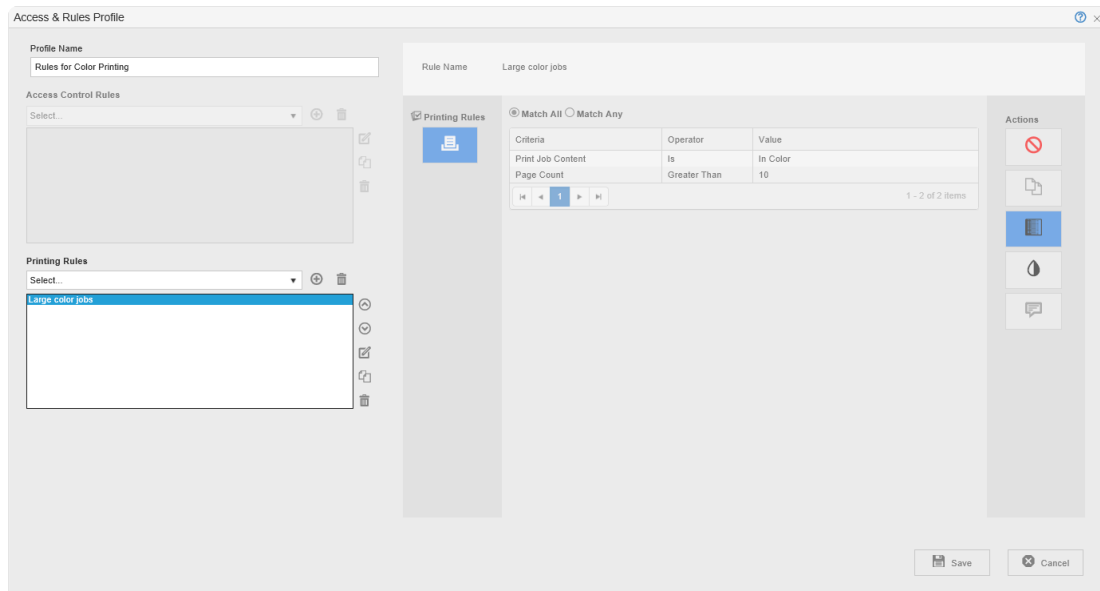 Access & Rules Profile
Profile Name
Rules for Color Printing
Access Control Rules
Select...
Printing Rules
Select...
Large color jobs
Rule Name Large color jobs
Printing Rules
Match All Match Any
Criteria Operator Value
Print Job Content Is In Color
Page Count Greater Than 10
1 1 - 2 of 2 items
Actions
Save Cancel